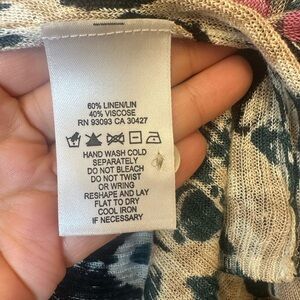 60% LINEN/LIN
40% VISCOSE
RN 93093 CA 30427
HAND WASH COLD
SEPARATELY
DO NOT BLEACH
DO NOT TWIST
OR WRING
RESHAPE AND LAY
FLAT TO DRY
COOL IRON
IF NECESSARY